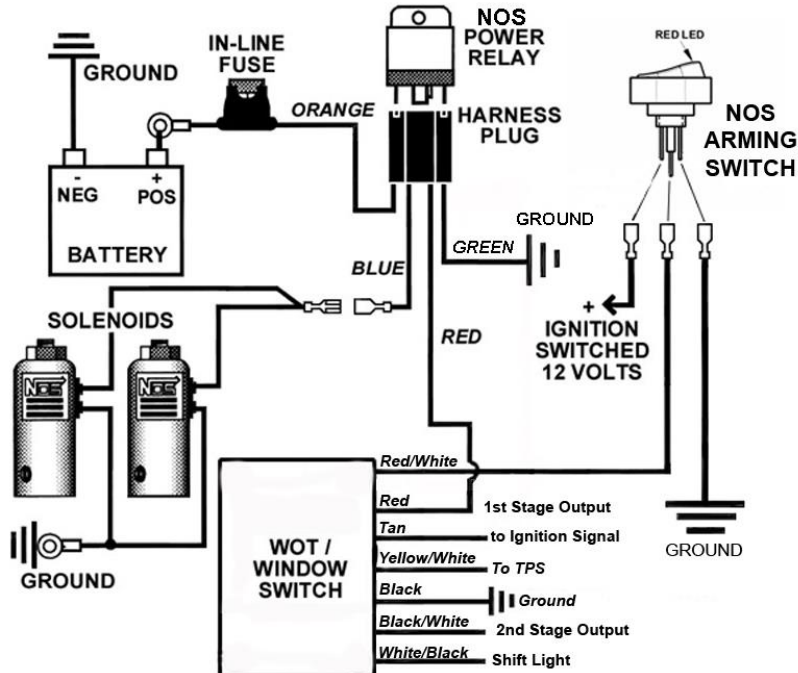 NOS
POWER
RELAY
RED LED
IN-LINE
FUSE
GROUND
ORANGE
HARNESS
PLUG
NOS
ARMING
SWITCH
-
NEG
+
POS
BATTERY
GROUND
GREEN
BLUE
+
IGNITION
SWITCHED
12 VOLTS
SOLENOIDS
RED
NOS
NOS
Red/White
Red
1st Stage Output
Tan
to Ignition Signal
GROUND
WOT /
WINDOW
SWITCH
Yellow/White
To TPS
GROUND
Black
Ground
Black/White
2nd Stage Output
White/Black
Shift Light